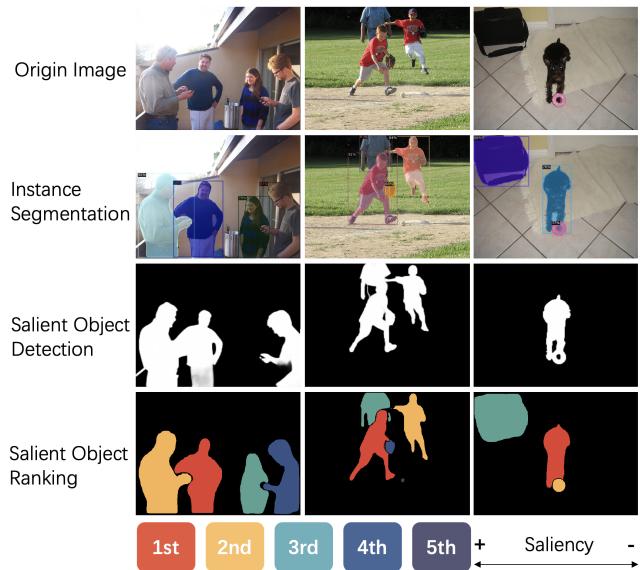 Origin Image
Instance
Segmentation
Salient Object
Detection
Salient Object
Ranking
1st 2nd 3rd 4th 5th + Saliency -